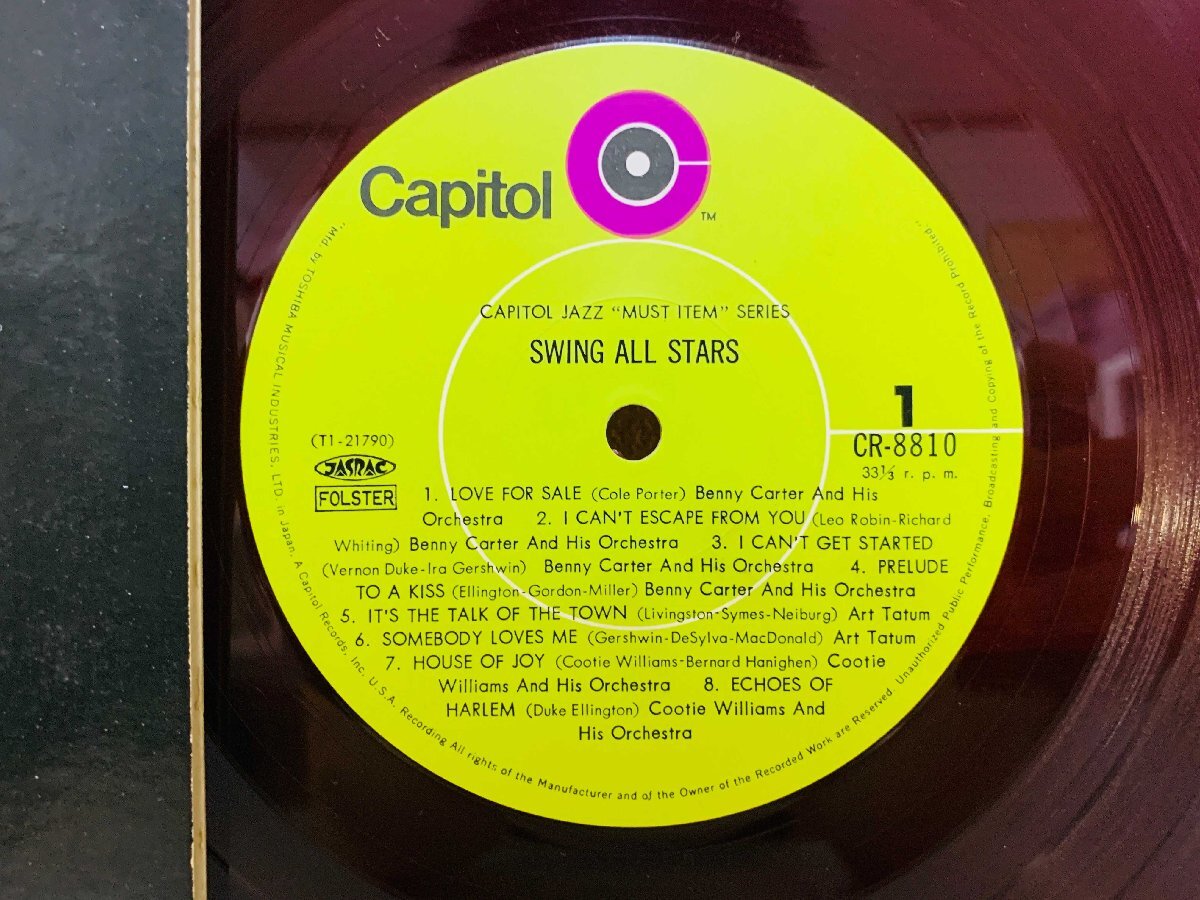 Capitol
TM
CAPITOL JAZZ "MUST ITEM" SERIES
SWING ALL STARS
1
CR-8810
33⅓ r. p. m.
(T1-21790)
JASRAC
FOLSTER
1. LOVE FOR SALE (Cole Porter) Benny Carter And His
Orchestra 2. I CAN'T ESCAPE FROM YOU (Leo Robin-Richard
Whiting) Benny Carter And His Orchestra 3. I CAN'T GET STARTED
(Vernon Duke-Ira Gershwin) Benny Carter And His Orchestra 4. PRELUDE
TO A KISS (Ellington-Gordon-Miller) Benny Carter And His Orchestra
5. IT'S THE TALK OF THE TOWN (Livingston-Symes-Neiburg) Art Tatum
6. SOMEBODY LOVES ME (Gershwin-DeSylva-MacDonald) Art Tatum
7. HOUSE OF JOY (Cootie Williams-Bernard Hanighen) Cootie
Williams And His Orchestra 8. ECHOES OF
HARLEM (Duke Ellington) Cootie Williams And
His Orchestra
"Mfd. by TOSHIBA MUSICAL INDUSTRIES, LTD. in Japan. A Capitol Records, Inc. U.S.A. Recording All rights of the Manufacturer and of the Owner of the Recorded Work are Reserved. Unauthorized Public Performance, Broadcasting and Copying of the Record Prohibited"